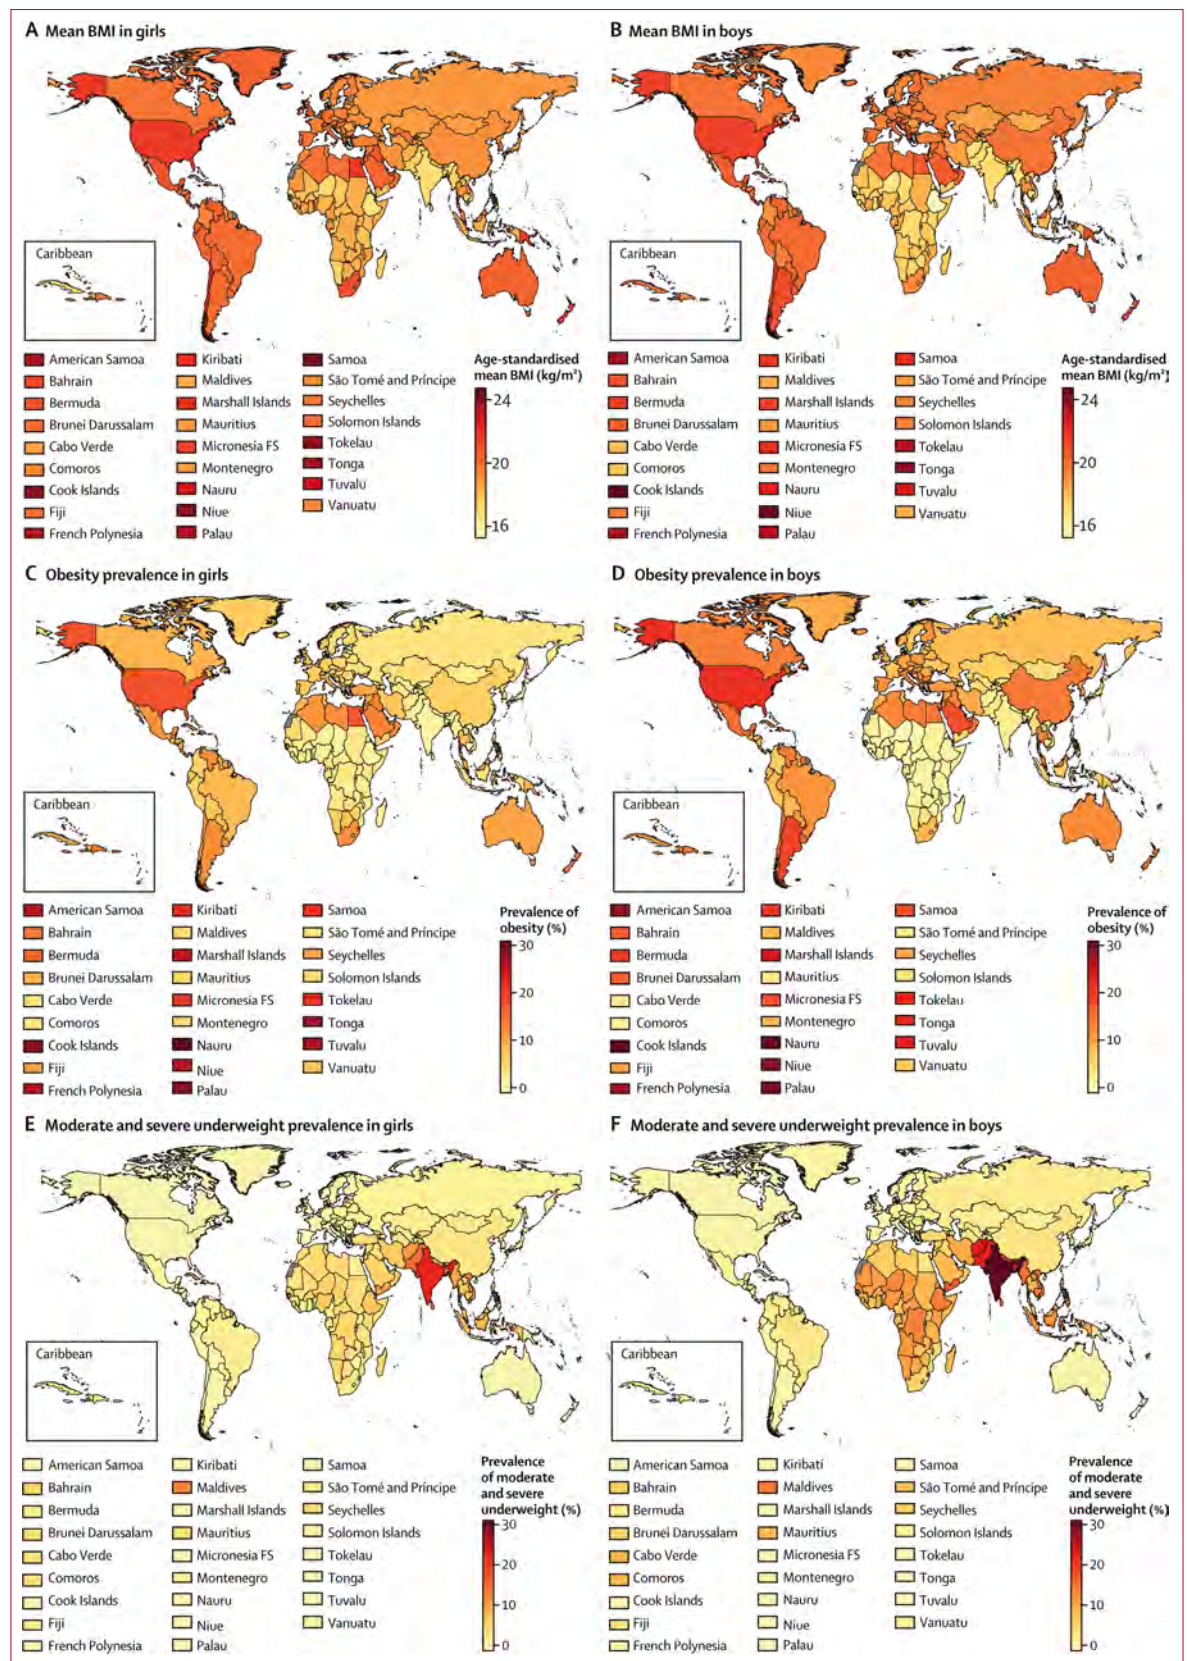 A Mean BMI in girls
Caribbean
American Samoa
Bahrain
Bermuda
Brunei Darussalam
Cabo Verde
Comoros
Cook Islands
Fiji
French Polynesia
Kiribati
Maldives
Marshall Islands
Mauritius
Micronesia FS
Montenegro
Nauru
Niue
Palau
Samoa
São Tomé and Príncipe
Seychelles
Solomon Islands
Tokelau
Tonga
Tuvalu
Vanuatu
Age-standardised
mean BMI (kg/m²)
24
20
16
B Mean BMI in boys
Caribbean
American Samoa
Bahrain
Bermuda
Brunei Darussalam
Cabo Verde
Comoros
Cook Islands
Fiji
French Polynesia
Kiribati
Maldives
Marshall Islands
Mauritius
Micronesia FS
Montenegro
Nauru
Niue
Palau
Samoa
São Tomé and Príncipe
Seychelles
Solomon Islands
Tokelau
Tonga
Tuvalu
Vanuatu
Age-standardised
mean BMI (kg/m²)
24
20
16
C Obesity prevalence in girls
Caribbean
American Samoa
Bahrain
Bermuda
Brunei Darussalam
Cabo Verde
Comoros
Cook Islands
Fiji
French Polynesia
Kiribati
Maldives
Marshall Islands
Mauritius
Micronesia FS
Montenegro
Nauru
Niue
Palau
Samoa
São Tomé and Príncipe
Seychelles
Solomon Islands
Tokelau
Tonga
Tuvalu
Vanuatu
Prevalence of
obesity (%)
30
20
10
0
D Obesity prevalence in boys
Caribbean
American Samoa
Bahrain
Bermuda
Brunei Darussalam
Cabo Verde
Comoros
Cook Islands
Fiji
French Polynesia
Kiribati
Maldives
Marshall Islands
Mauritius
Micronesia FS
Montenegro
Nauru
Niue
Palau
Samoa
São Tomé and Príncipe
Seychelles
Solomon Islands
Tokelau
Tonga
Tuvalu
Vanuatu
Prevalence of
obesity (%)
30
20
10
0
E Moderate and severe underweight prevalence in girls
Caribbean
American Samoa
Bahrain
Bermuda
Brunei Darussalam
Cabo Verde
Comoros
Cook Islands
Fiji
French Polynesia
Kiribati
Maldives
Marshall Islands
Mauritius
Micronesia FS
Montenegro
Nauru
Niue
Palau
Samoa
São Tomé and Príncipe
Seychelles
Solomon Islands
Tokelau
Tonga
Tuvalu
Vanuatu
Prevalence
of moderate
and severe
underweight (%)
30
20
10
0
F Moderate and severe underweight prevalence in boys
Caribbean
American Samoa
Bahrain
Bermuda
Brunei Darussalam
Cabo Verde
Comoros
Cook Islands
Fiji
French Polynesia
Kiribati
Maldives
Marshall Islands
Mauritius
Micronesia FS
Montenegro
Nauru
Niue
Palau
Samoa
São Tomé and Príncipe
Seychelles
Solomon Islands
Tokelau
Tonga
Tuvalu
Vanuatu
Prevalence
of moderate
and severe
underweight (%)
30
20
10
0